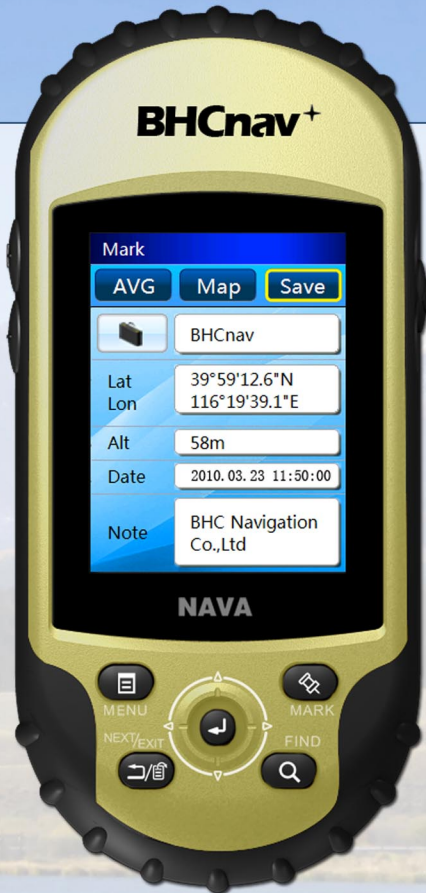 BHCnav+
Mark
AVG Map Save
BHCnav
Lat 39°59'12.6"N
Lon 116°19'39.1"E
Alt 58m
Date 2010.03.23 11:50:00
Note BHC Navigation
Co.,Ltd
NAVA
MENU MARK
NEXT/EXIT FIND